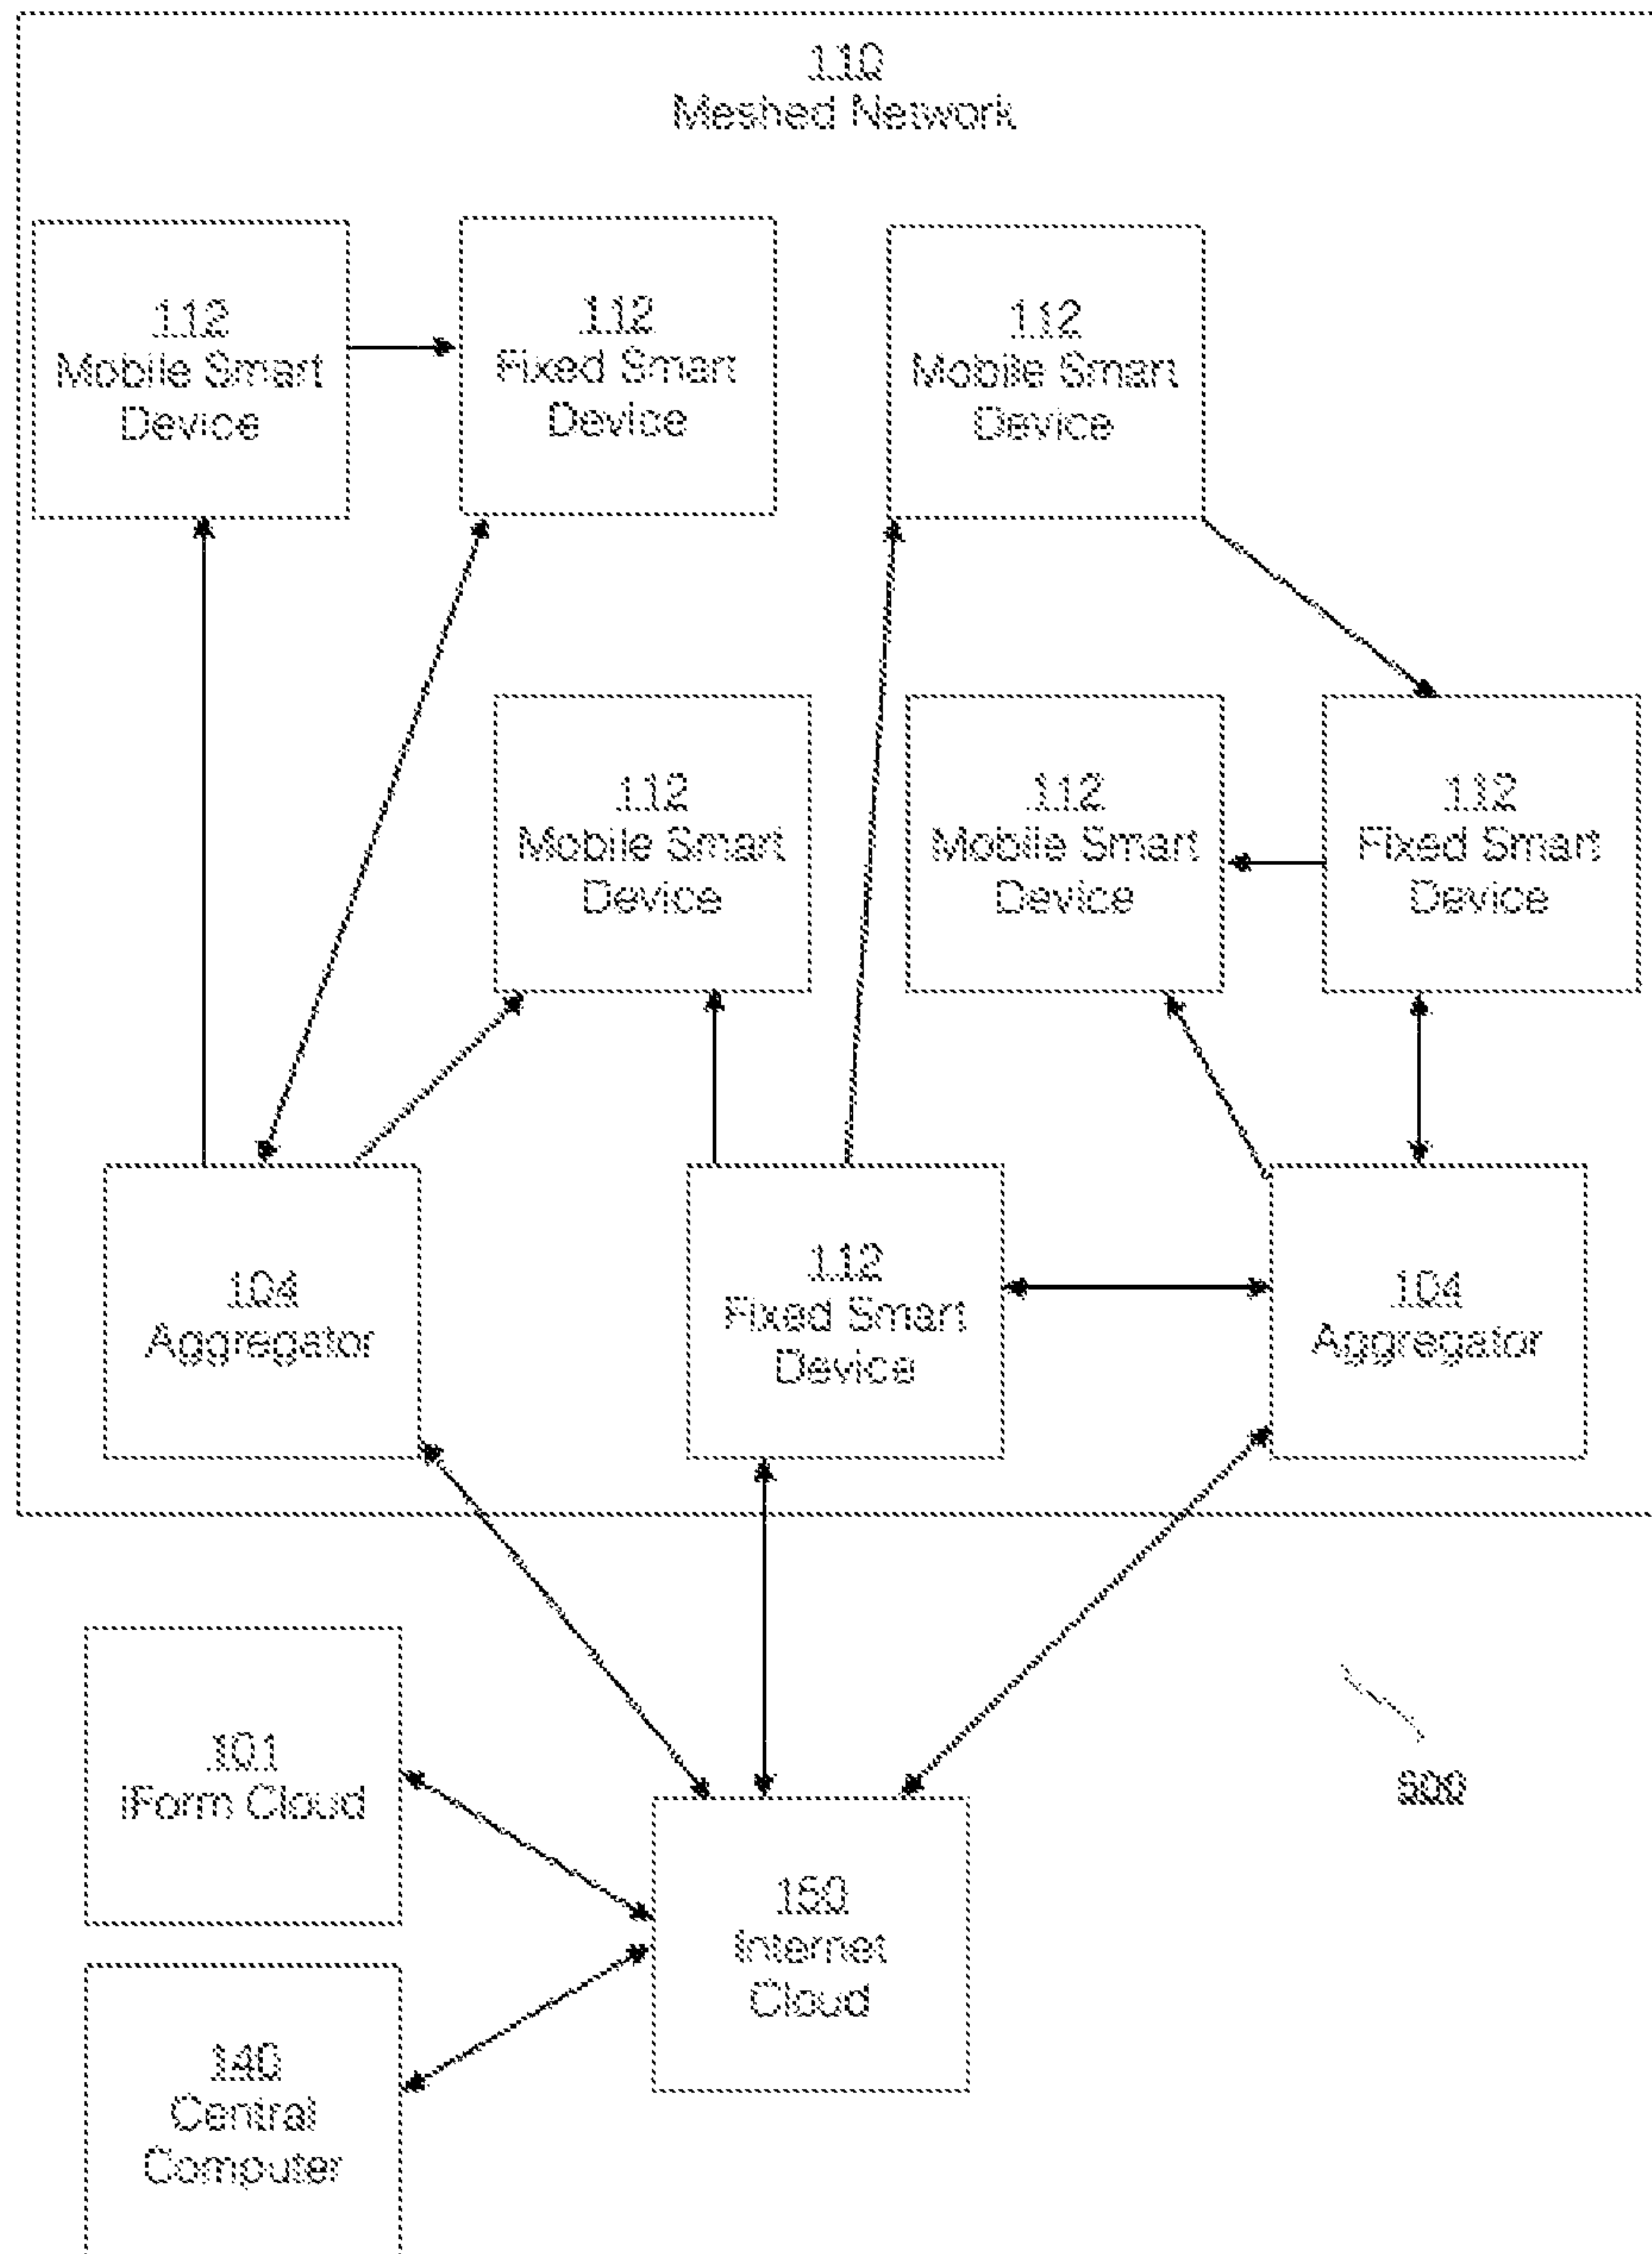 110
Meshed Network
112
Mobile Smart
Device
112
Fixed Smart
Device
112
Mobile Smart
Device
112
Mobile Smart
Device
112
Mobile Smart
Device
112
Fixed Smart
Device
104
Aggregator
112
Fixed Smart
Device
104
Aggregator
101
iForm Cloud
150
Internet
Cloud
140
Central
Computer